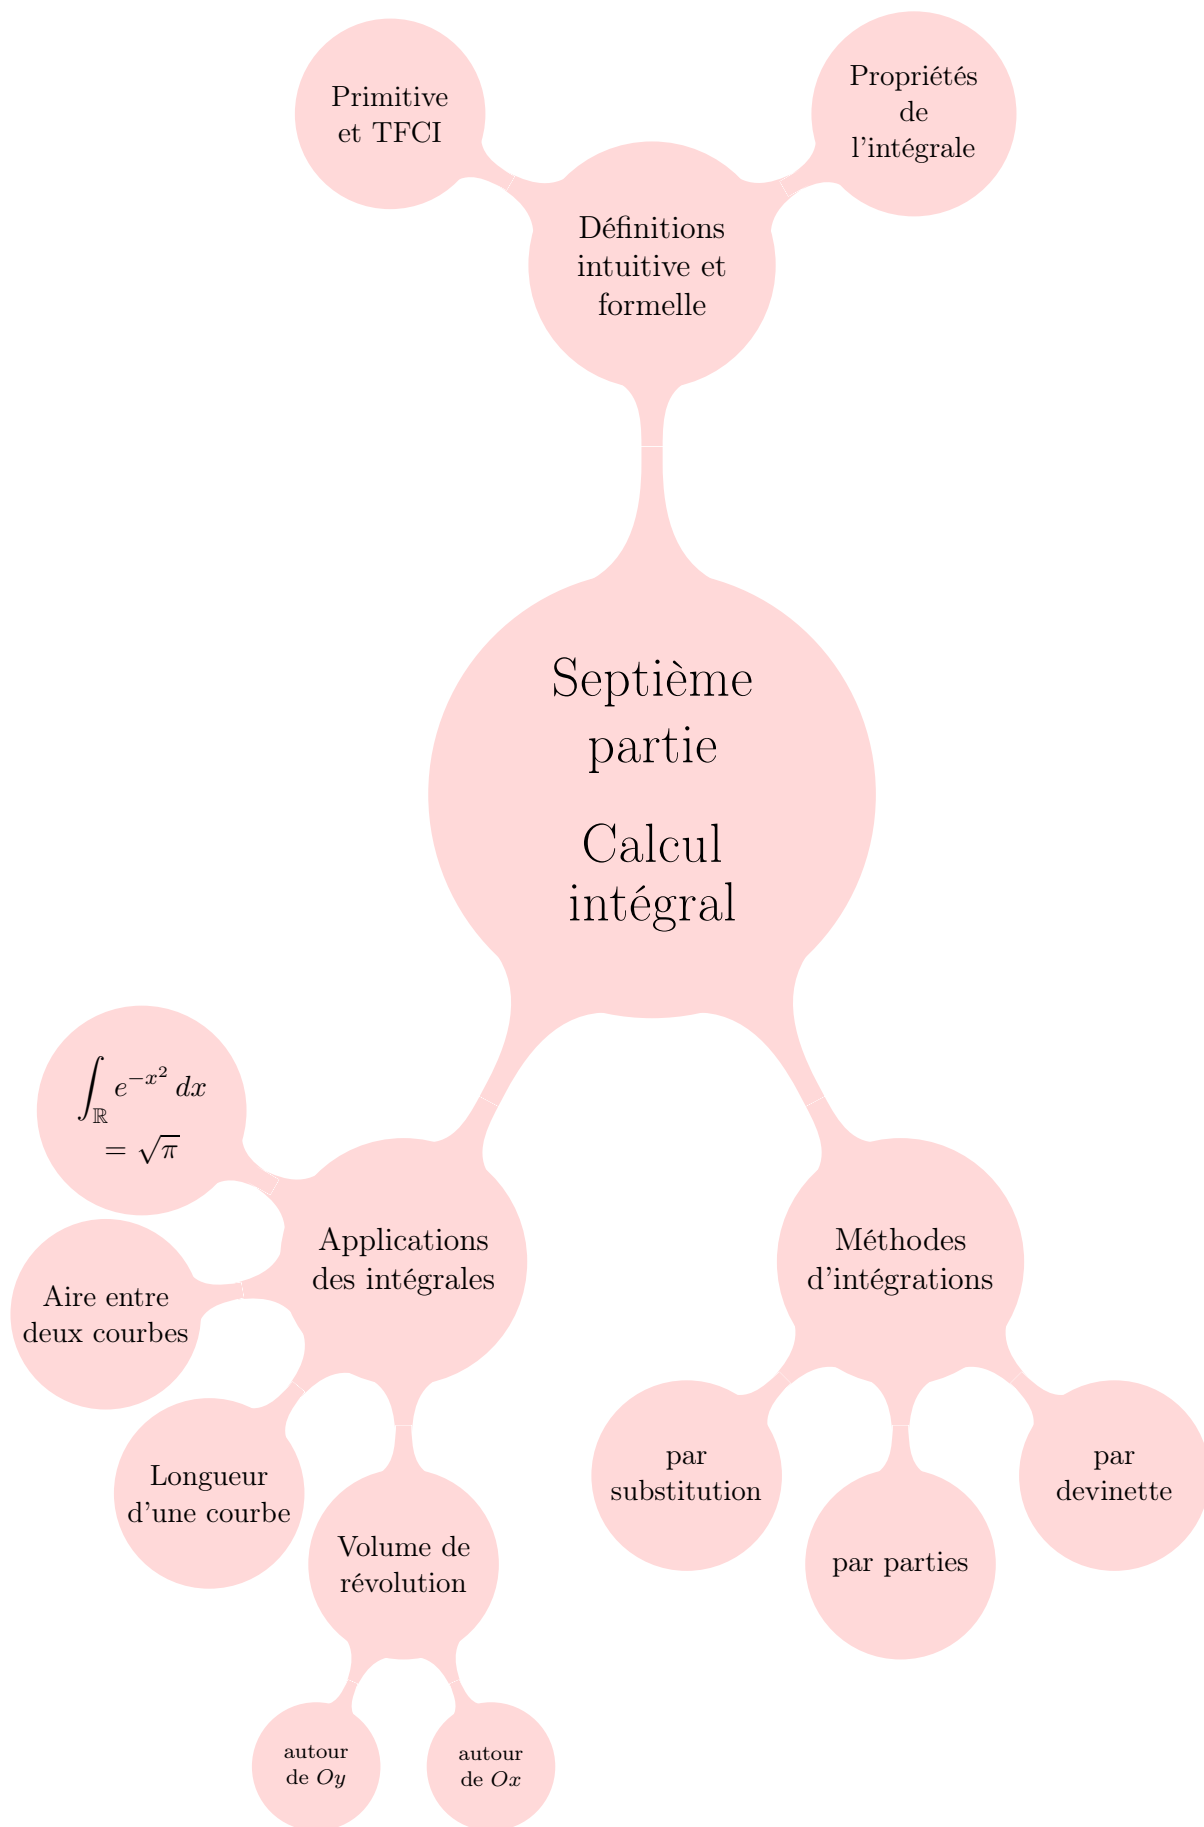 Primitive
et TFCI
Propriétés
de
l'intégrale
Définitions
intuitive et
formelle
Septième
partie
Calcul
intégral
∫_ℝ e^{-x^2} dx
= √π
Applications
des intégrales
Méthodes
d'intégrations
Aire entre
deux courbes
Longueur
d'une courbe
Volume de
révolution
par
substitution
par parties
par
devinette
autour
de Oy
autour
de Ox